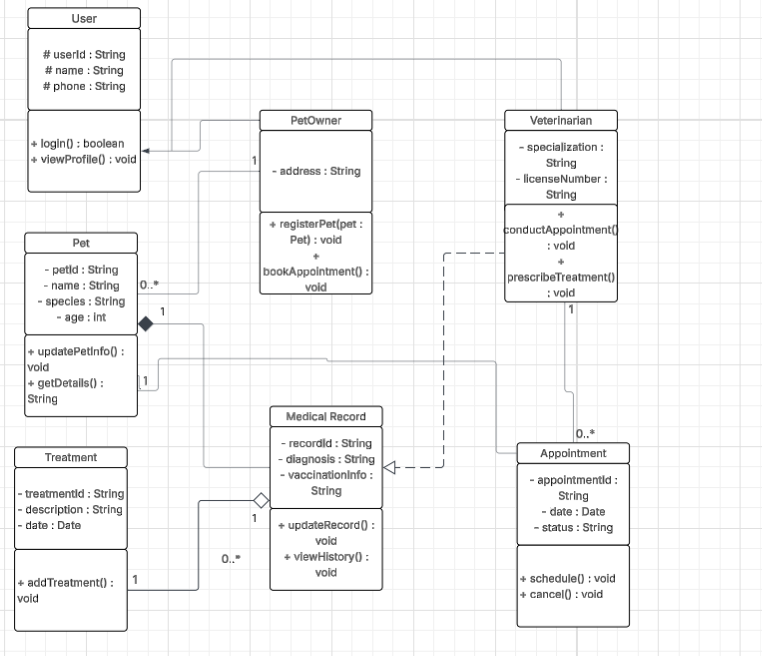 User
# userId : String
# name : String
# phone : String
+ login() : boolean
+ viewProfile() : void
PetOwner
1
- address : String
+ registerPet(pet :
Pet) : void
+
bookAppointment() :
void
Veterinarian
- specialization :
String
- licenseNumber :
String
+
conductAppointment()
: void
+
prescribeTreatment()
: void
1
Pet
- petId : String
- name : String
- species : String
- age : int
0..*
1
+ updatePetInfo() :
void
+ getDetails() :
String
1
Medical Record
- recordId : String
- diagnosis : String
- vaccinationInfo :
String
+ updateRecord() :
void
+ viewHistory() :
void
1
0..*
Treatment
- treatmentId : String
- description : String
- date : Date
+ addTreatment() :
void
1
0..*
Appointment
- appointmentId :
String
- date : Date
- status : String
+ schedule() : void
+ cancel() : void